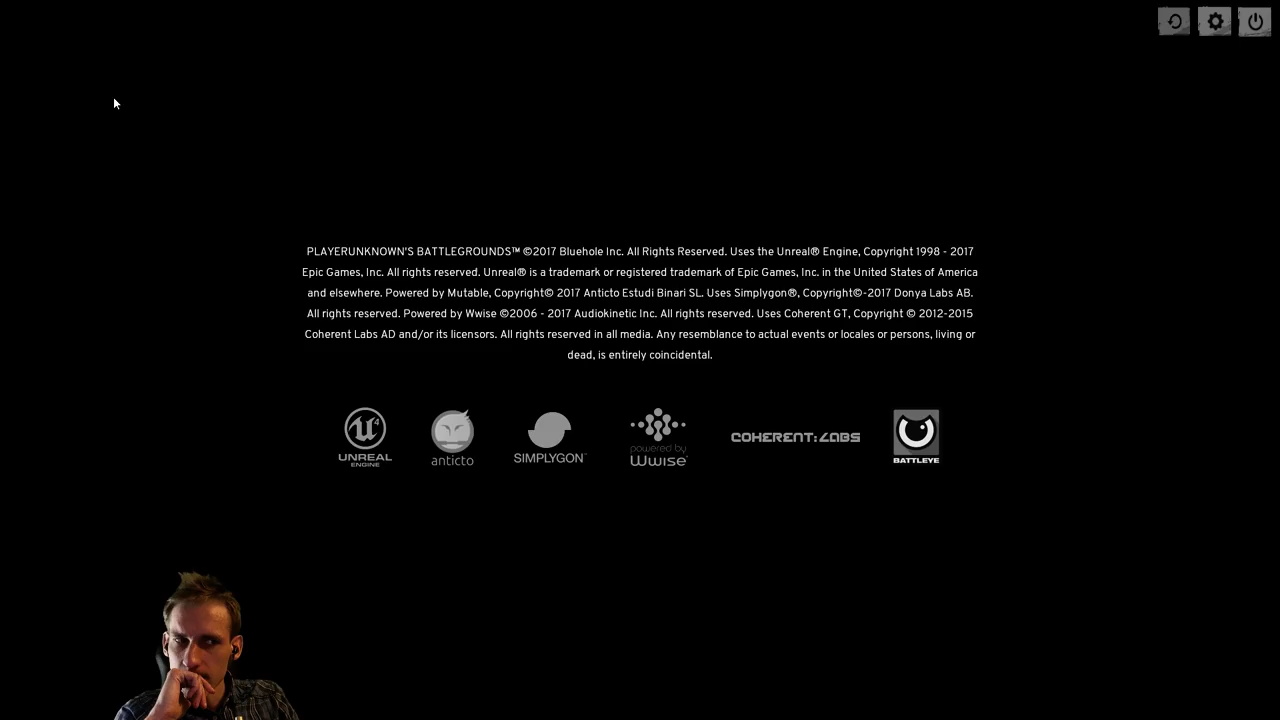 PLAYERUNKNOWN'S BATTLEGROUNDS™ ©2017 Bluehole Inc. All Rights Reserved. Uses the Unreal® Engine, Copyright 1998 - 2017
Epic Games, Inc. All rights reserved. Unreal® is a trademark or registered trademark of Epic Games, Inc. in the United States of America
and elsewhere. Powered by Mutable, Copyright© 2017 Anticto Estudi Binari SL. Uses Simplygon®, Copyright©-2017 Donya Labs AB.
All rights reserved. Powered by Wwise ©2006 - 2017 Audiokinetic Inc. All rights reserved. Uses Coherent GT, Copyright © 2012-2015
Coherent Labs AD and/or its licensors. All rights reserved in all media. Any resemblance to actual events or locales or persons, living or
dead, is entirely coincidental.
U 4
UNREAL
ENGINE
anticto
SIMPLYGON™
powered by
wwise
COHERENT:LABS
BATTLEYE